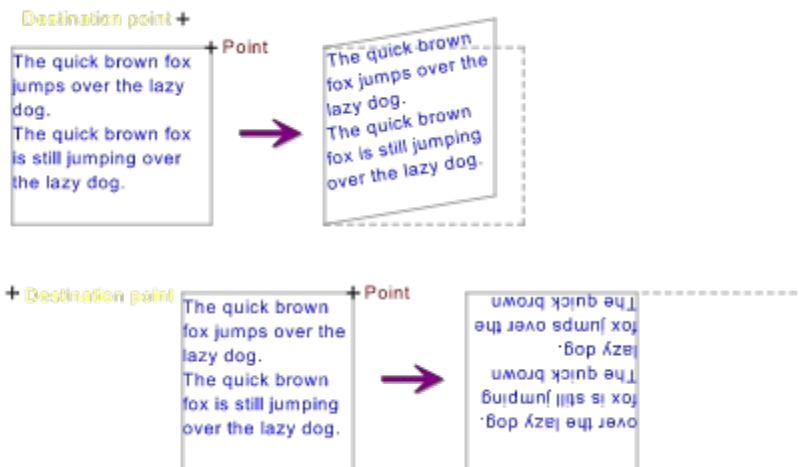 Destination point
Point
The quick brown fox
jumps over the lazy
dog.
The quick brown fox
is still jumping over
the lazy dog.
The quick brown
fox jumps over the
lazy dog.
The quick brown
fox is still jumping
over the lazy dog.
Destination point
Point
The quick brown
fox jumps over the
lazy dog.
The quick brown
fox is still jumping
over the lazy dog.
The quick brown
fox jumps over the
lazy dog.
The quick brown
fox is still jumping
over the lazy dog.